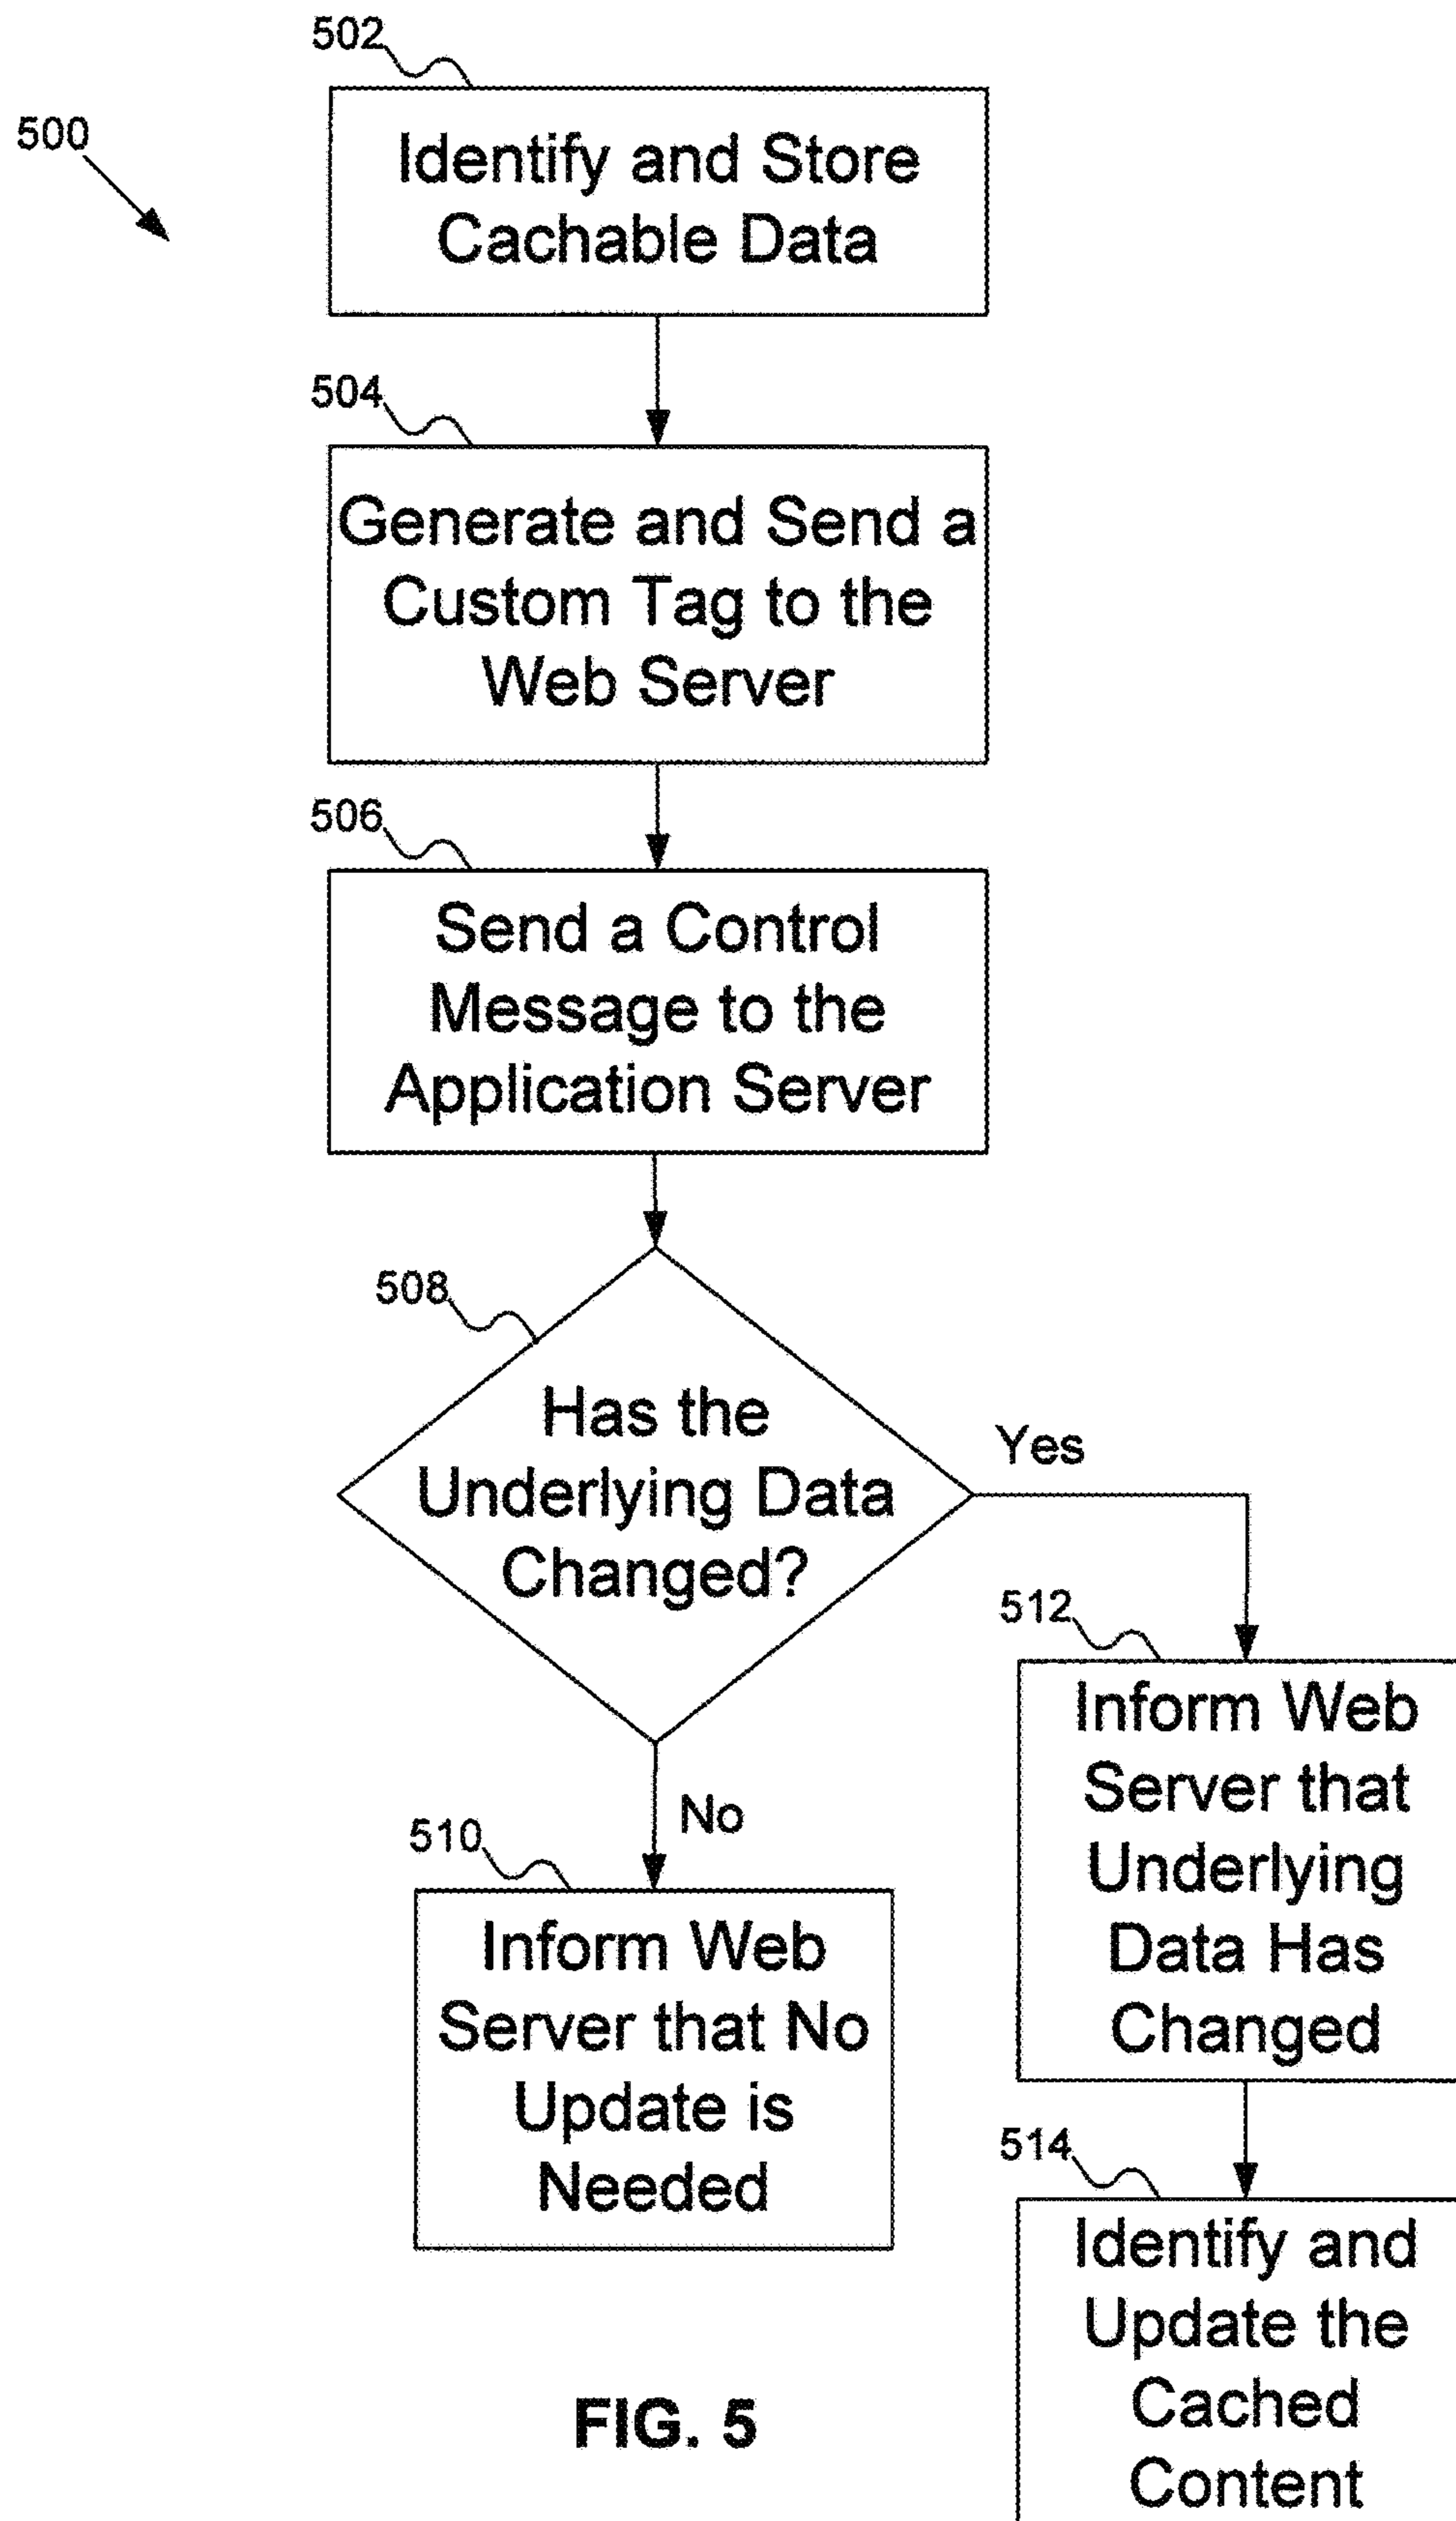 502
500
Identify and Store
Cachable Data
504
Generate and Send a
Custom Tag to the
Web Server
506
Send a Control
Message to the
Application Server
508
Has the
Underlying Data
Changed?
Yes
No
512
Inform Web
Server that
Underlying
Data Has
Changed
510
Inform Web
Server that No
Update is
Needed
514
Identify and
Update the
Cached
Content
FIG. 5